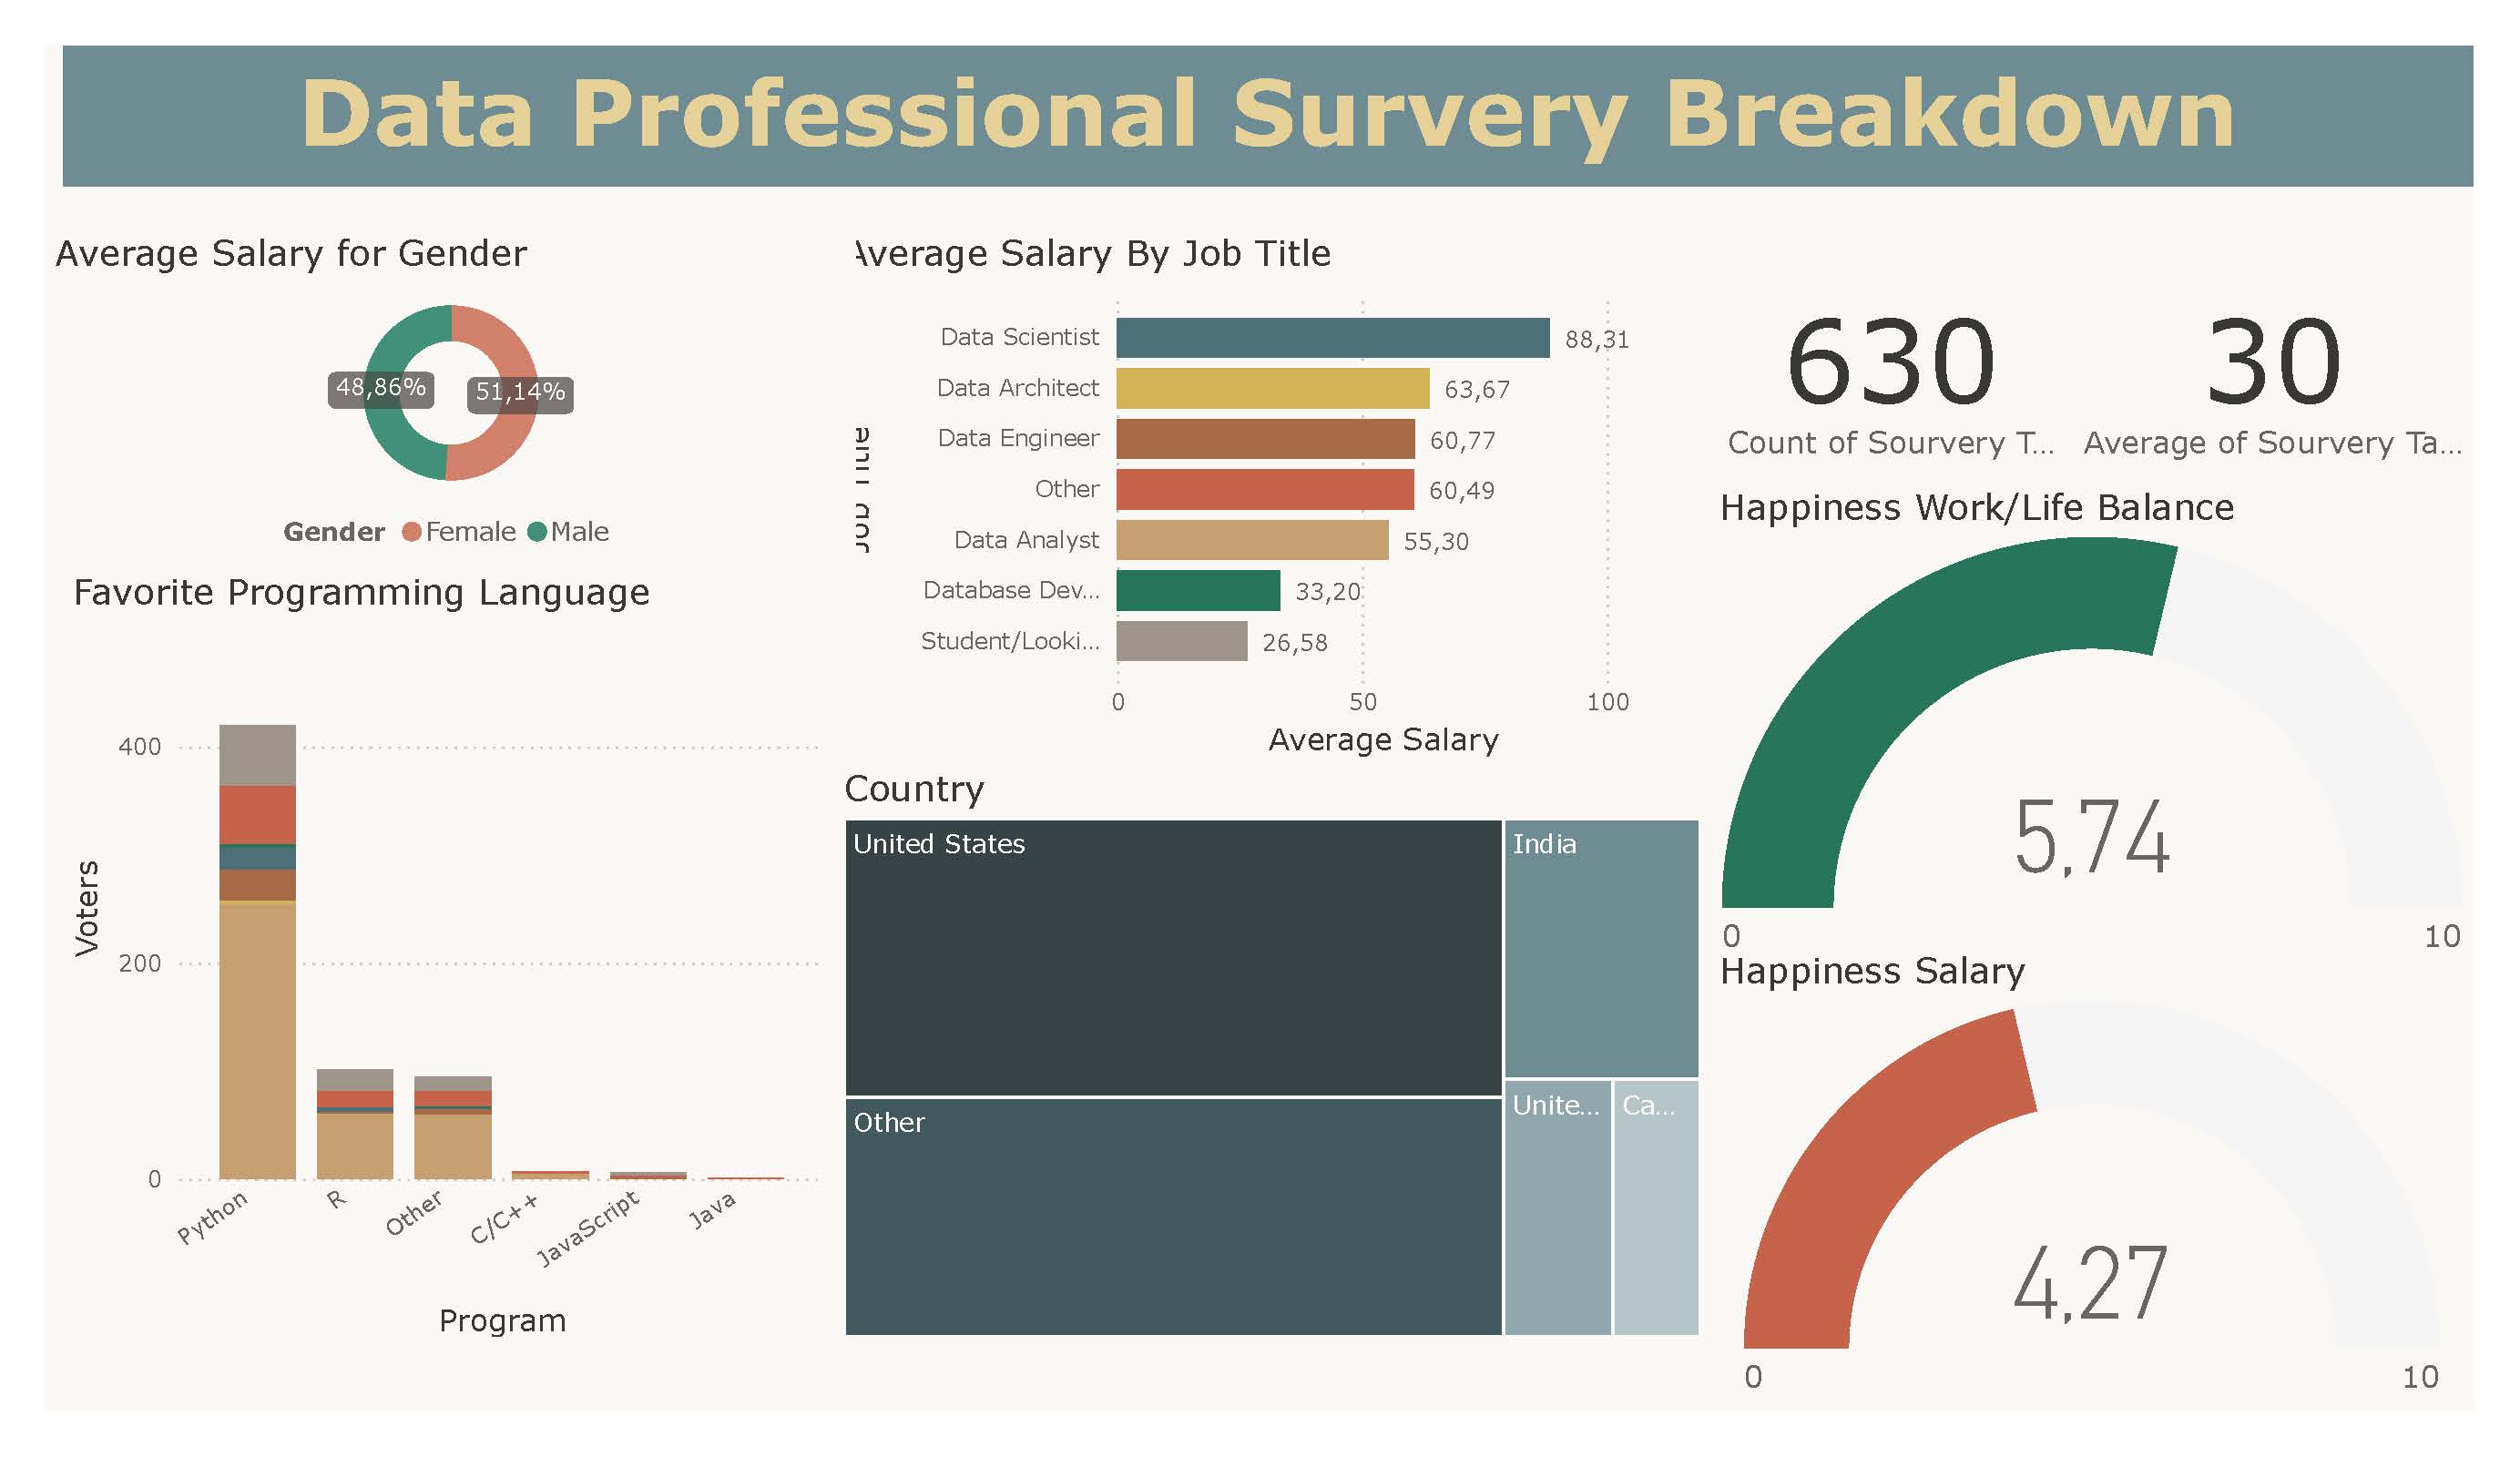 Data Professional Survery Breakdown
Average Salary for Gender
48,86%
51,14%
Gender Female Male
Average Salary By Job Title
Job Title
Data Scientist 88,31
Data Architect 63,67
Data Engineer 60,77
Other 60,49
Data Analyst 55,30
Database Dev... 33,20
Student/Looki... 26,58
0 50 100
Average Salary
630
Count of Sourvery T...
30
Average of Sourvery Ta...
Happiness Work/Life Balance
5,74
0 10
Happiness Salary
4,27
0 10
Favorite Programming Language
Voters
400
200
0
Python
R
Other
C/C++
JavaScript
Java
Program
Country
United States
Other
India
Unite...
Ca...